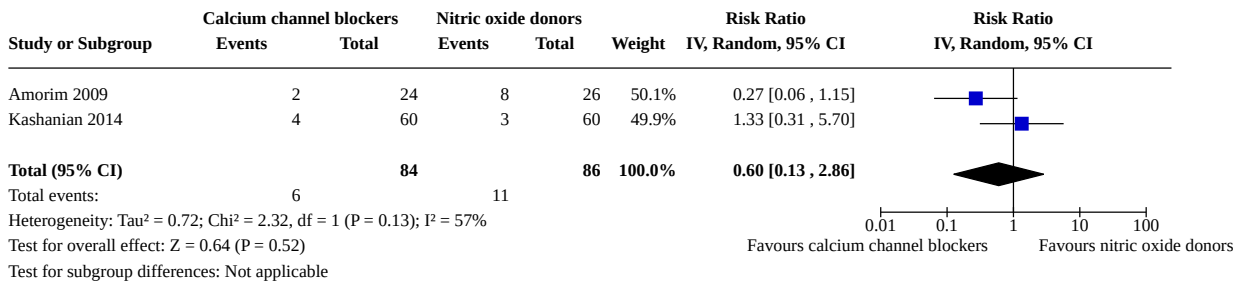 Calcium channel blockers Nitric oxide donors Risk Ratio Risk Ratio
Study or Subgroup Events Total Events Total Weight IV, Random, 95% CI IV, Random, 95% CI
Amorim 2009 2 24 8 26 50.1% 0.27 [0.06 , 1.15]
Kashanian 2014 4 60 3 60 49.9% 1.33 [0.31 , 5.70]
Total (95% CI) 84 86 100.0% 0.60 [0.13 , 2.86]
Total events: 6 11
Heterogeneity: Tau² = 0.72; Chi² = 2.32, df = 1 (P = 0.13); I² = 57%
0.01 0.1 1 10 100
Test for overall effect: Z = 0.64 (P = 0.52) Favours calcium channel blockers Favours nitric oxide donors
Test for subgroup differences: Not applicable